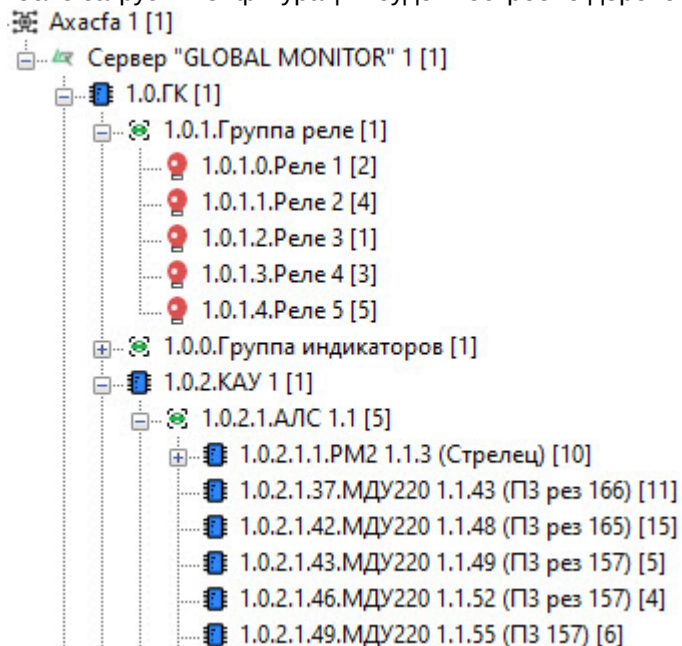 Axacfa 1 [1]
Сервер "GLOBAL MONITOR" 1 [1]
1.0.ГК [1]
1.0.1.Группа реле [1]
1.0.1.0.Реле 1 [2]
1.0.1.1.Реле 2 [4]
1.0.1.2.Реле 3 [1]
1.0.1.3.Реле 4 [3]
1.0.1.4.Реле 5 [5]
1.0.0.Группа индикаторов [1]
1.0.2.КАУ 1 [1]
1.0.2.1.АЛС 1.1 [5]
1.0.2.1.1.РМ2 1.1.3 (Стрелец) [10]
1.0.2.1.37.МДУ220 1.1.43 (П3 рез 166) [11]
1.0.2.1.42.МДУ220 1.1.48 (П3 рез 165) [15]
1.0.2.1.43.МДУ220 1.1.49 (П3 рез 157) [5]
1.0.2.1.46.МДУ220 1.1.52 (П3 рез 157) [4]
1.0.2.1.49.МДУ220 1.1.55 (П3 157) [6]